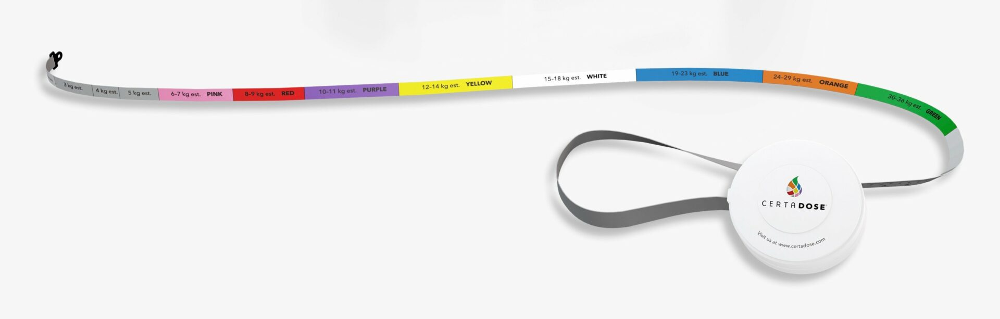 3 kg est.
4 kg est.
5 kg est.
6-7 kg est. PINK
8-9 kg est. RED
10-11 kg est. PURPLE
12-14 kg est. YELLOW
15-18 kg est. WHITE
19-23 kg est. BLUE
24-29 kg est. ORANGE
30-36 kg est. GREEN
CERTADOSE
Visit us at www.certadose.com